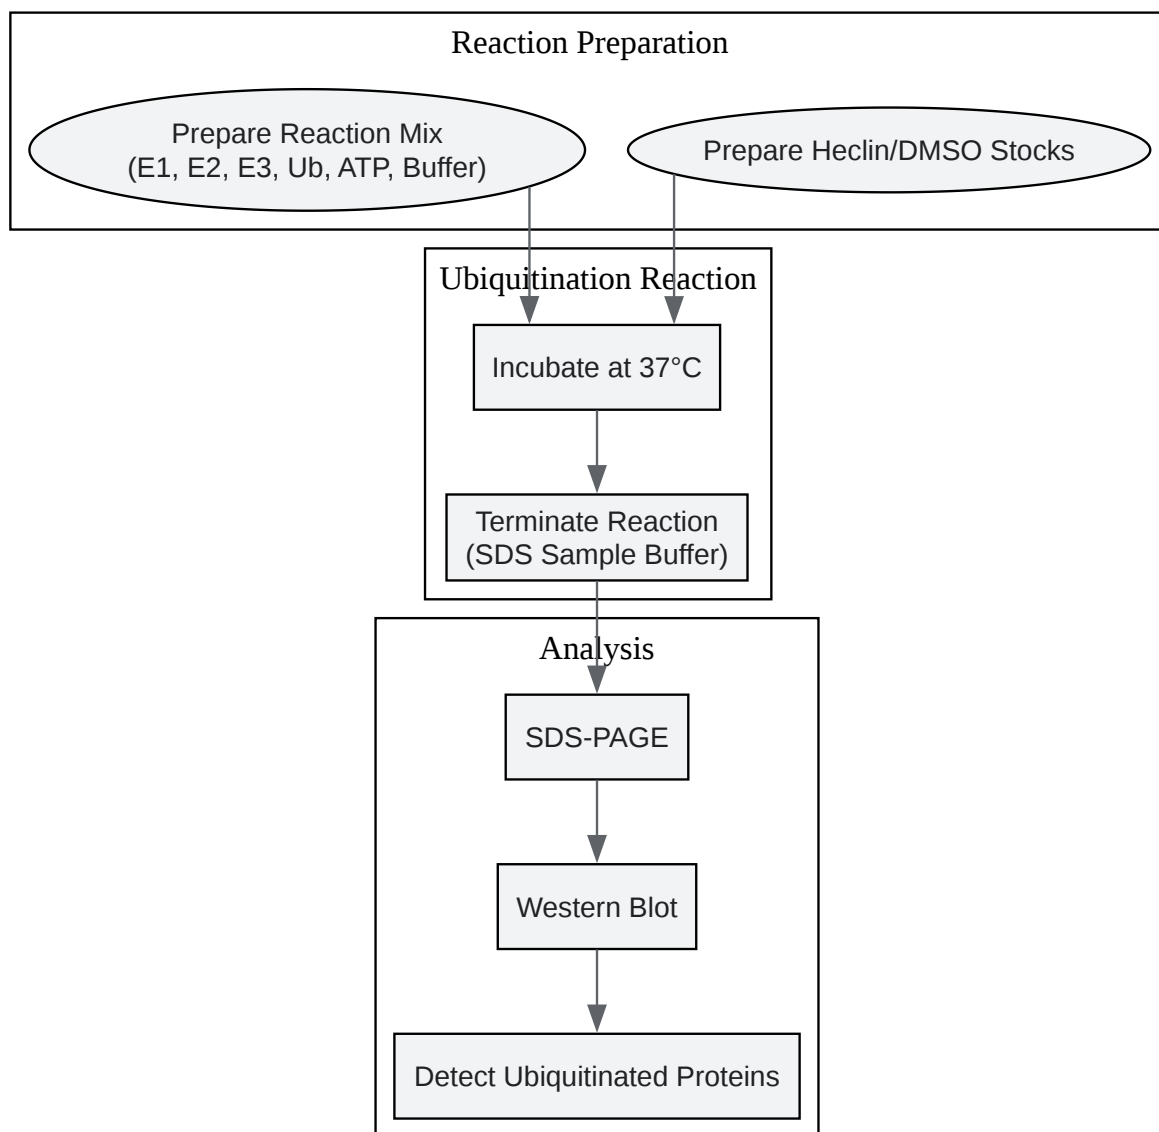 Reaction Preparation
Prepare Reaction Mix
(E1, E2, E3, Ub, ATP, Buffer)
Prepare Heclin/DMSO Stocks
Ubiquitination Reaction
Incubate at 37°C
Terminate Reaction
(SDS Sample Buffer)
Analysis
SDS-PAGE
Western Blot
Detect Ubiquitinated Proteins